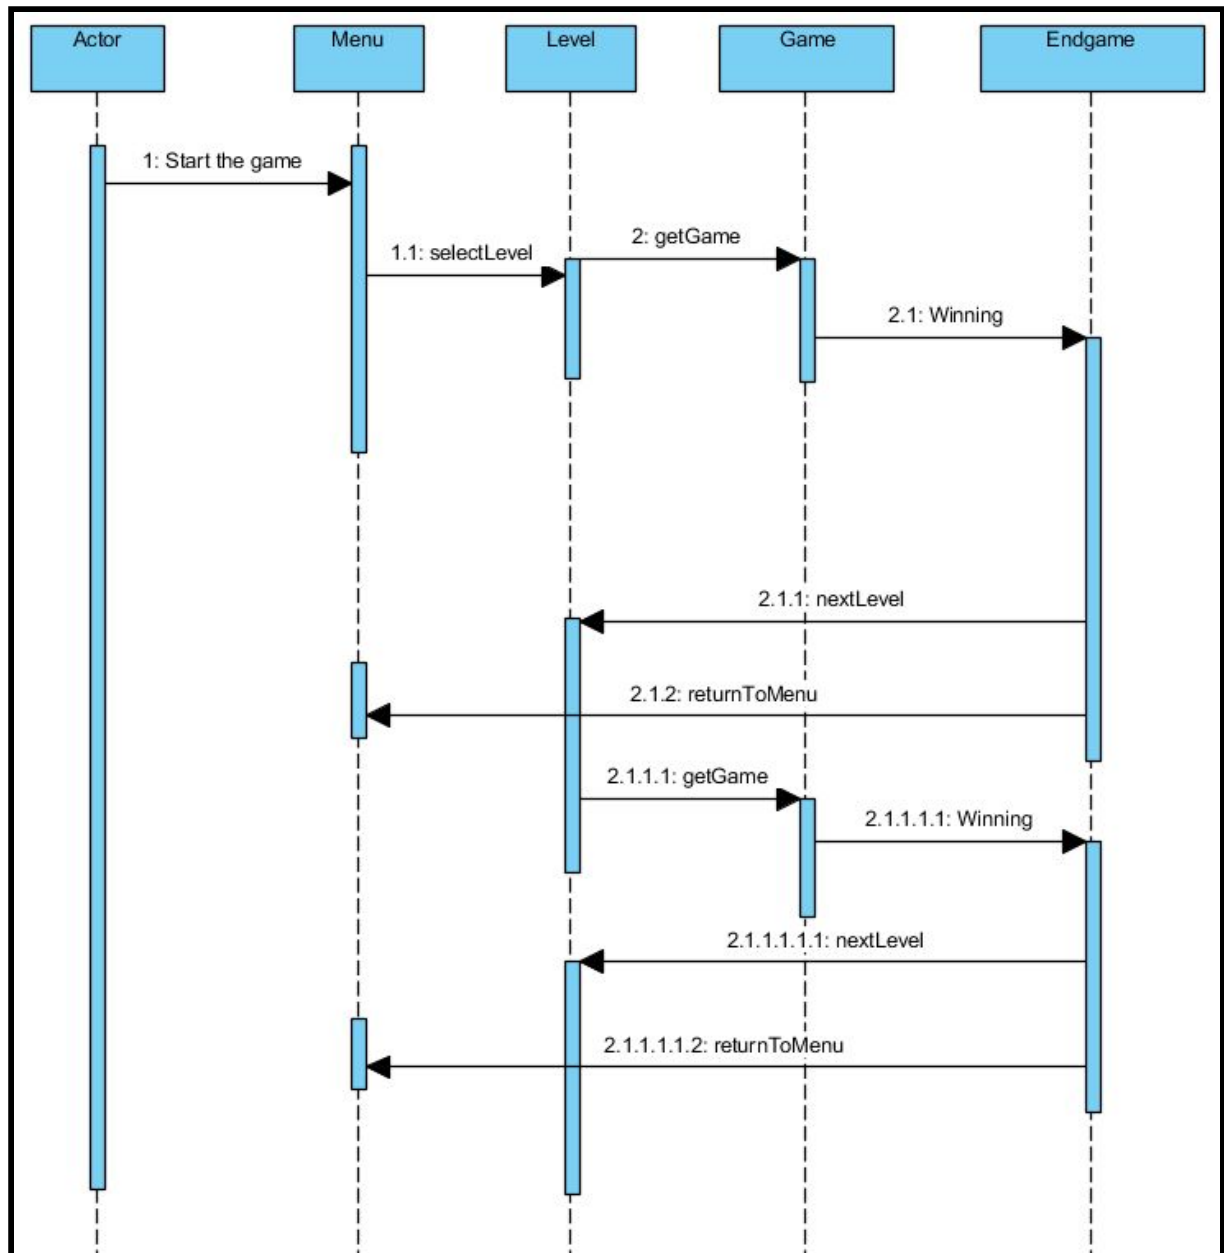 Actor
Menu
Level
Game
Endgame
1: Start the game
2: getGame
1.1: selectLevel
2.1: Winning
2.1.1: nextLevel
2.1.2: returnToMenu
2.1.1.1: getGame
2.1.1.1.1: Winning
2.1.1.1.1.1: nextLevel
2.1.1.1.1.2: returnToMenu